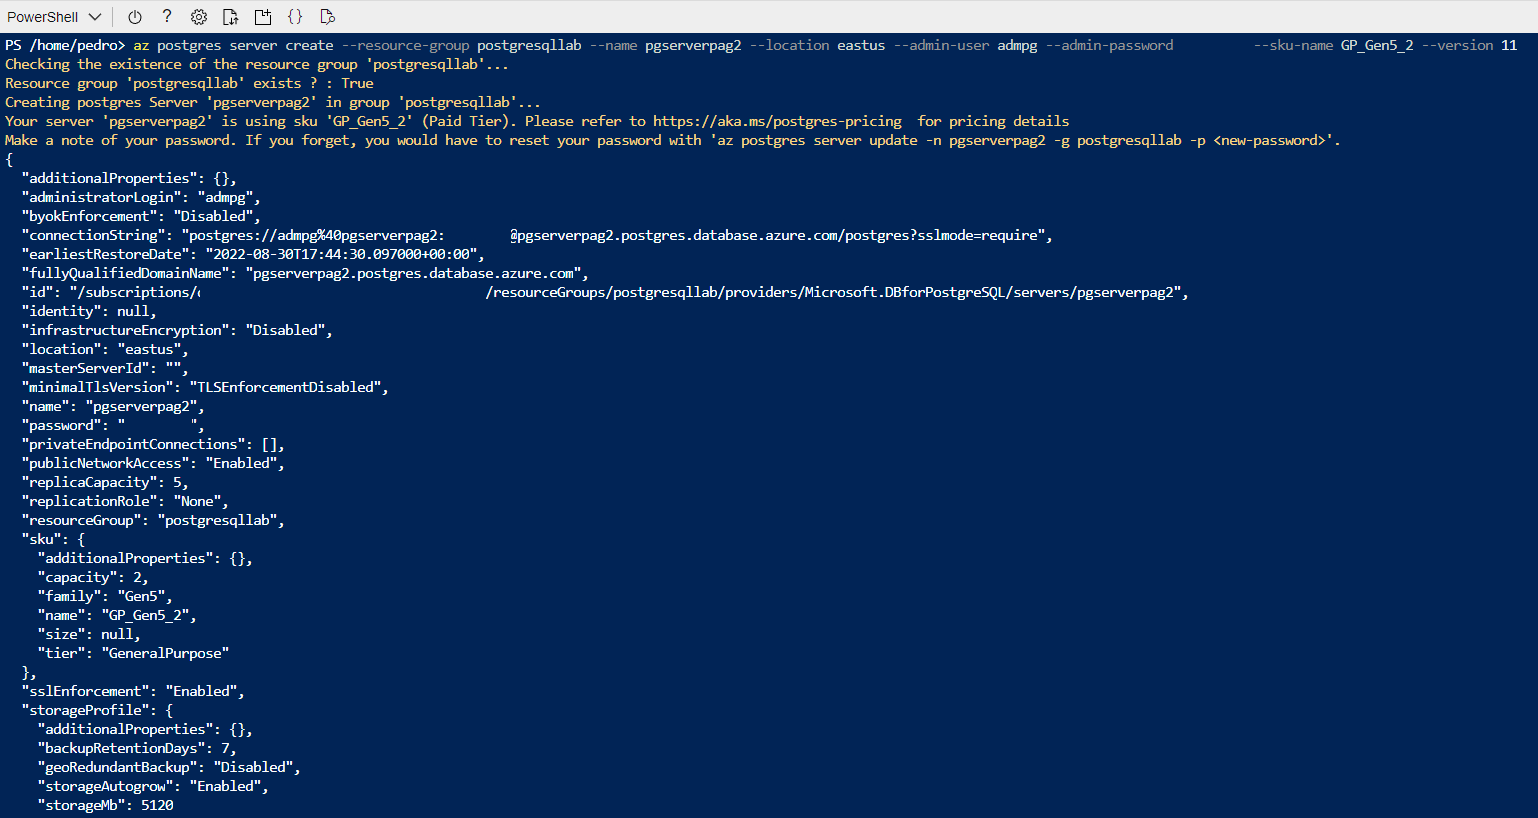 PowerShell
PS /home/pedro> az postgres server create --resource-group postgresqllab --name pgserverpag2 --location eastus --admin-user admpg --admin-password --sku-name GP_Gen5_2 --version 11
Checking the existence of the resource group 'postgresqllab'...
Resource group 'postgresqllab' exists ? : True
Creating postgres Server 'pgserverpag2' in group 'postgresqllab'...
Your server 'pgserverpag2' is using sku 'GP_Gen5_2' (Paid Tier). Please refer to https://aka.ms/postgres-pricing  for pricing details
Make a note of your password. If you forget, you would have to reset your password with 'az postgres server update -n pgserverpag2 -g postgresqllab -p <new-password>'.
{
  "additionalProperties": {},
  "administratorLogin": "admpg",
  "byokEnforcement": "Disabled",
  "connectionString": "postgres://admpg%40pgserverpag2:        @pgserverpag2.postgres.database.azure.com/postgres?sslmode=require",
  "earliestRestoreDate": "2022-08-30T17:44:30.097000+00:00",
  "fullyQualifiedDomainName": "pgserverpag2.postgres.database.azure.com",
  "id": "/subscriptions/                                    /resourceGroups/postgresqllab/providers/Microsoft.DBforPostgreSQL/servers/pgserverpag2",
  "identity": null,
  "infrastructureEncryption": "Disabled",
  "location": "eastus",
  "masterServerId": "",
  "minimalTlsVersion": "TLSEnforcementDisabled",
  "name": "pgserverpag2",
  "password": "        ",
  "privateEndpointConnections": [],
  "publicNetworkAccess": "Enabled",
  "replicaCapacity": 5,
  "replicationRole": "None",
  "resourceGroup": "postgresqllab",
  "sku": {
    "additionalProperties": {},
    "capacity": 2,
    "family": "Gen5",
    "name": "GP_Gen5_2",
    "size": null,
    "tier": "GeneralPurpose"
  },
  "sslEnforcement": "Enabled",
  "storageProfile": {
    "additionalProperties": {},
    "backupRetentionDays": 7,
    "geoRedundantBackup": "Disabled",
    "storageAutogrow": "Enabled",
    "storageMb": 5120